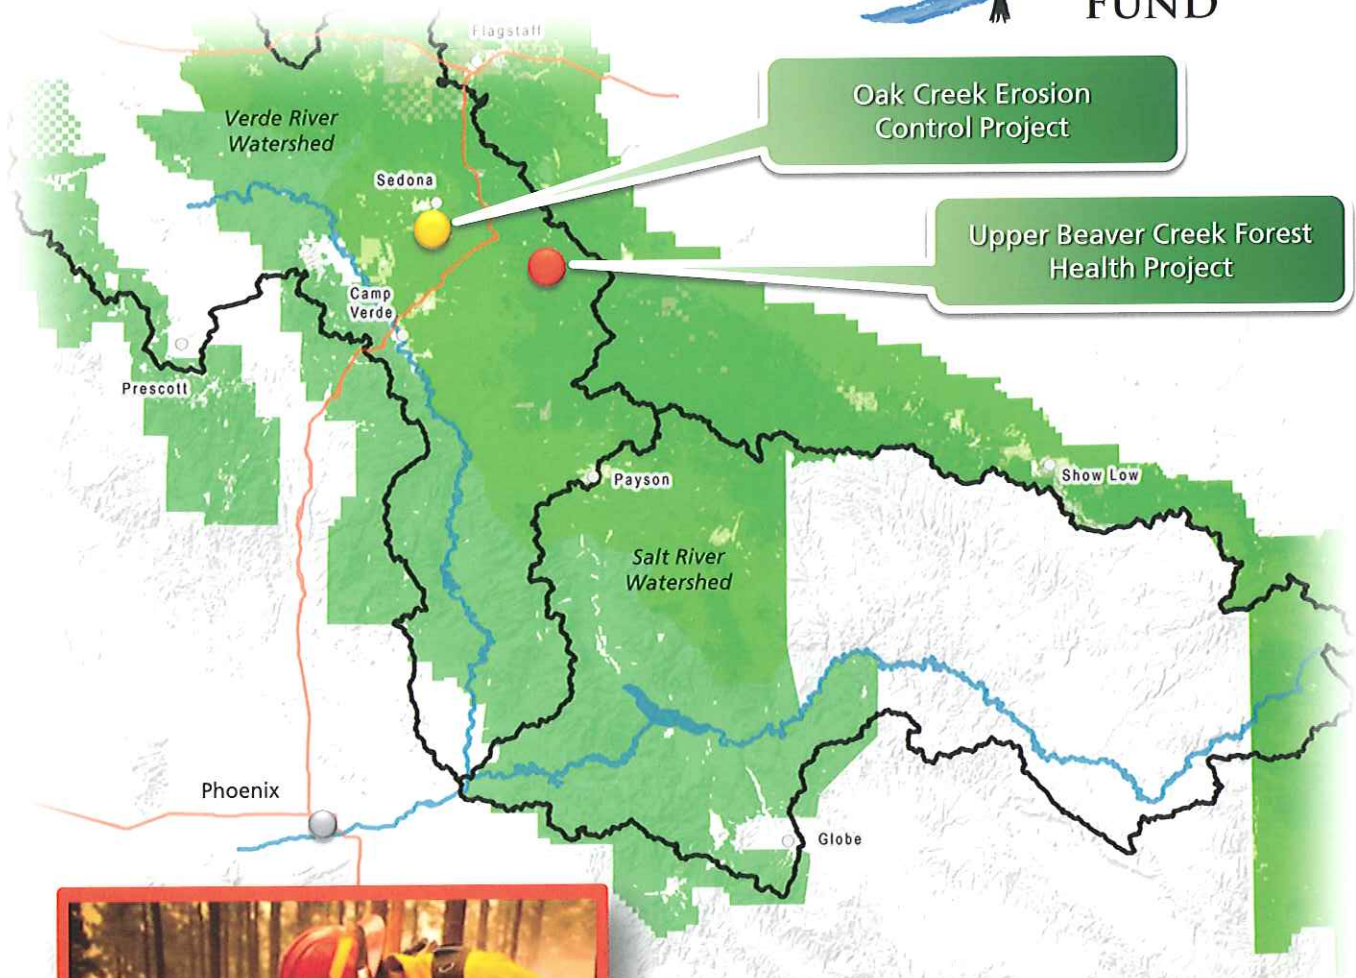 FUND
Flagstaff
Oak Creek Erosion
Control Project
Verde River
Watershed
Sedona
Upper Beaver Creek Forest
Health Project
Camp
Verde
Prescott
Payson
Show Low
Salt River
Watershed
Phoenix
Globe